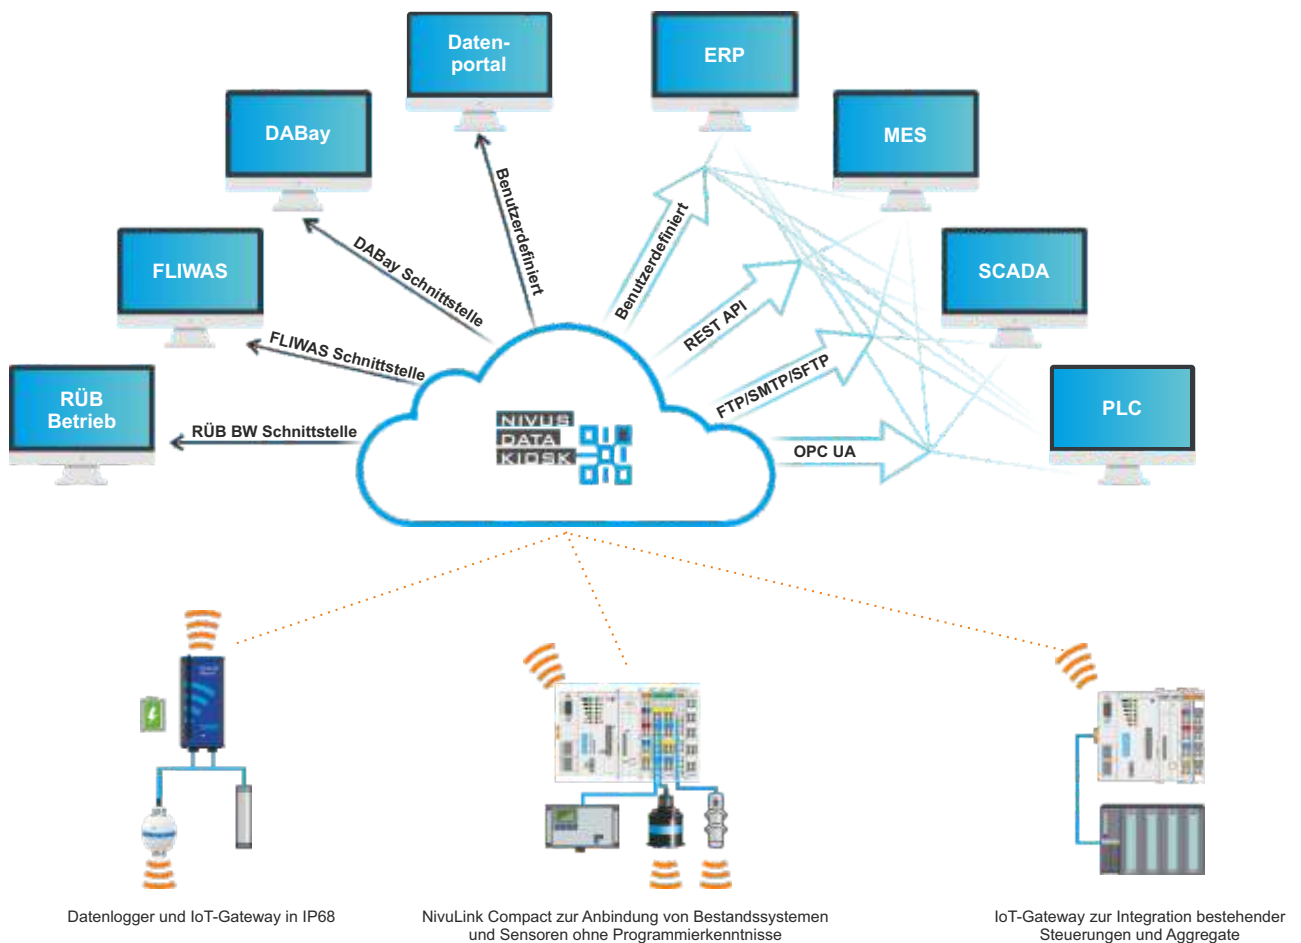 Daten-
portal
ERP
DABay
MES
FLIWAS
SCADA
RÜB
Betrieb
PLC
Benutzerdefiniert
DABay Schnittstelle
FLIWAS Schnittstelle
RÜB BW Schnittstelle
Benutzerdefiniert
REST API
FTP/SMTP/SFTP
OPC UA
NIVUS
DATA
KIOSK
Datenlogger und IoT-Gateway in IP68
NivuLink Compact zur Anbindung von Bestandssystemen
und Sensoren ohne Programmierkenntnisse
IoT-Gateway zur Integration bestehender
Steuerungen und Aggregate